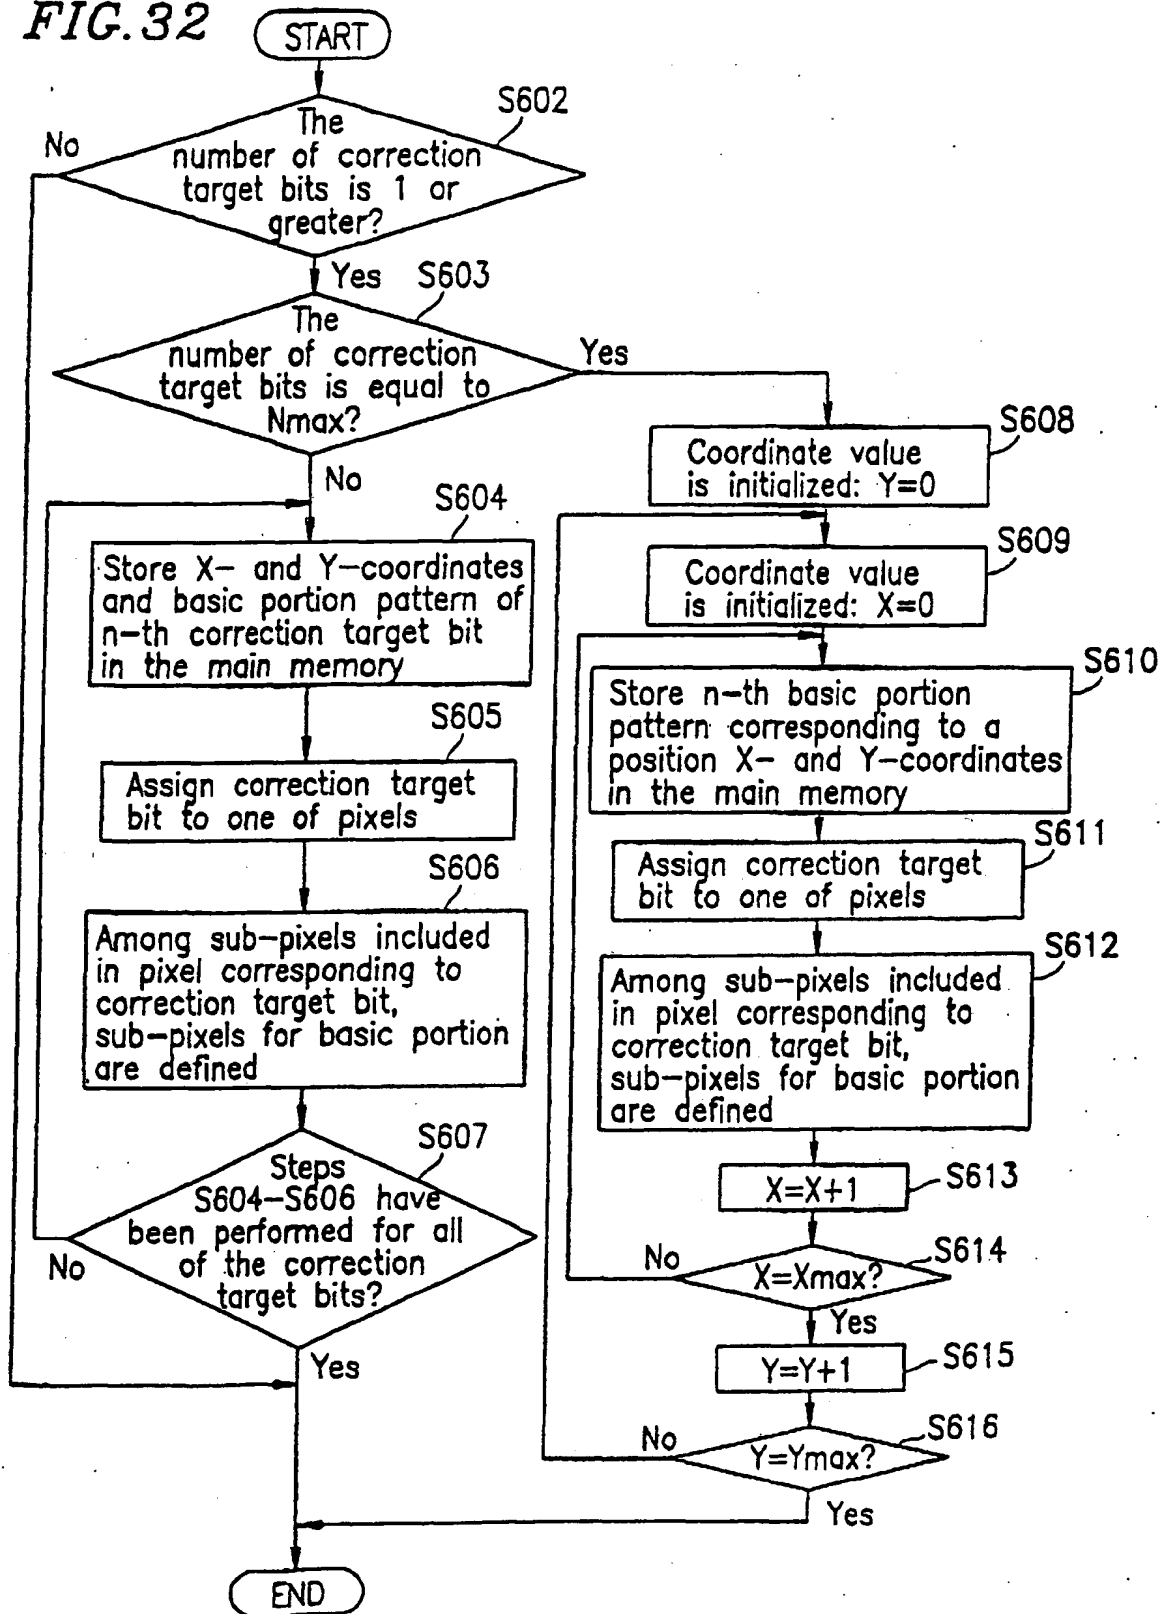 FIG.32
START
S602
The
number of correction
target bits is 1 or
greater?
No
Yes
S603
The
number of correction
target bits is equal to
Nmax?
Yes
No
S604
Store X- and Y-coordinates
and basic portion pattern of
n-th correction target bit
in the main memory
S605
Assign correction target
bit to one of pixels
S606
Among sub-pixels included
in pixel corresponding to
correction target bit,
sub-pixels for basic portion
are defined
S607
Steps
S604-S606 have
been performed for all
of the correction
target bits?
No
Yes
S608
Coordinate value
is initialized: Y=0
S609
Coordinate value
is initialized: X=0
S610
Store n-th basic portion
pattern corresponding to a
position X- and Y-coordinates
in the main memory
S611
Assign correction target
bit to one of pixels
S612
Among sub-pixels included
in pixel corresponding to
correction target bit,
sub-pixels for basic portion
are defined
X=X+1
S613
No
S614
X=Xmax?
Yes
Y=Y+1
S615
No
S616
Y=Ymax?
Yes
END